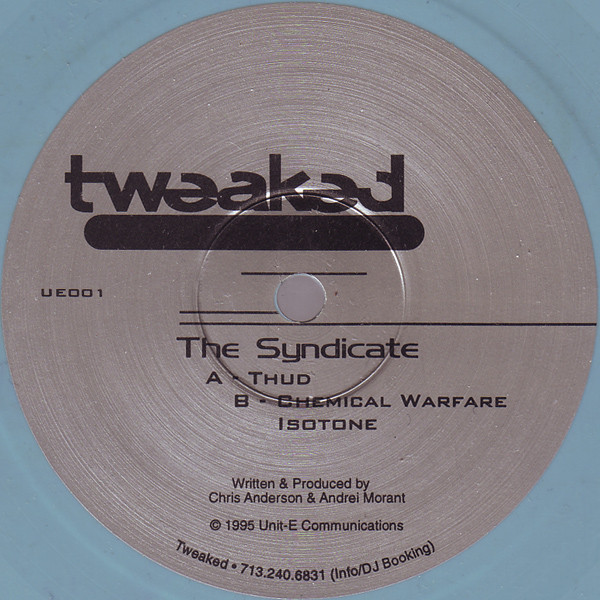 tweaked
UE001
The Syndicate
A - Thud
B - Chemical Warfare
Isotone
Written & Produced by
Chris Anderson & Andrei Morant
© 1995 Unit-E Communications
Tweaked • 713.240.6831 (Info/DJ Booking)